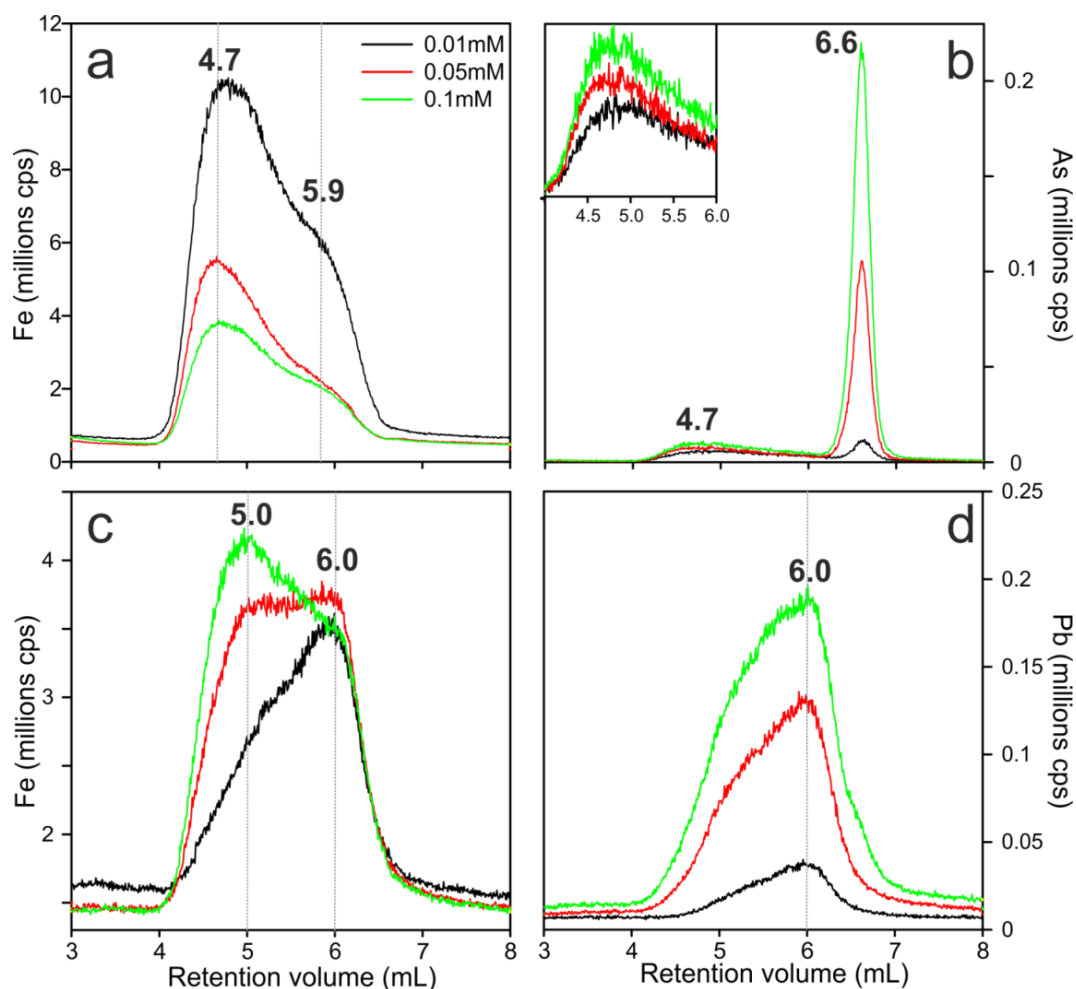 a
4.7
5.9
0.01mM
0.05mM
0.1mM
12
10
8
6
4
2
0
Fe (millions cps)
b
6.6
4.7
4.5 5.0 5.5 6.0
0.2
0.1
0
As (millions cps)
c
5.0
6.0
4
3
2
Fe (millions cps)
3 4 5 6 7 8
Retention volume (mL)
d
6.0
0.25
0.2
0.15
0.1
0.05
0
Pb (millions cps)
3 4 5 6 7 8
Retention volume (mL)